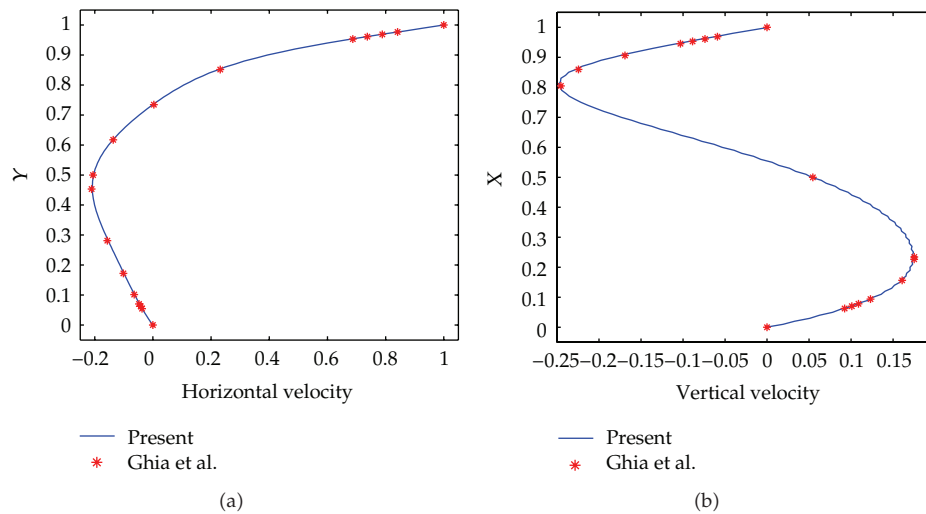 1
0.9
0.8
0.7
0.6
0.5
0.4
0.3
0.2
0.1
0
Y
−0.2 0 0.2 0.4 0.6 0.8 1
Horizontal velocity
Present
Ghia et al.
(a)
1
0.9
0.8
0.7
0.6
0.5
0.4
0.3
0.2
0.1
0
X
−0.25−0.2−0.15−0.1−0.05 0 0.05 0.1 0.15
Vertical velocity
Present
Ghia et al.
(b)